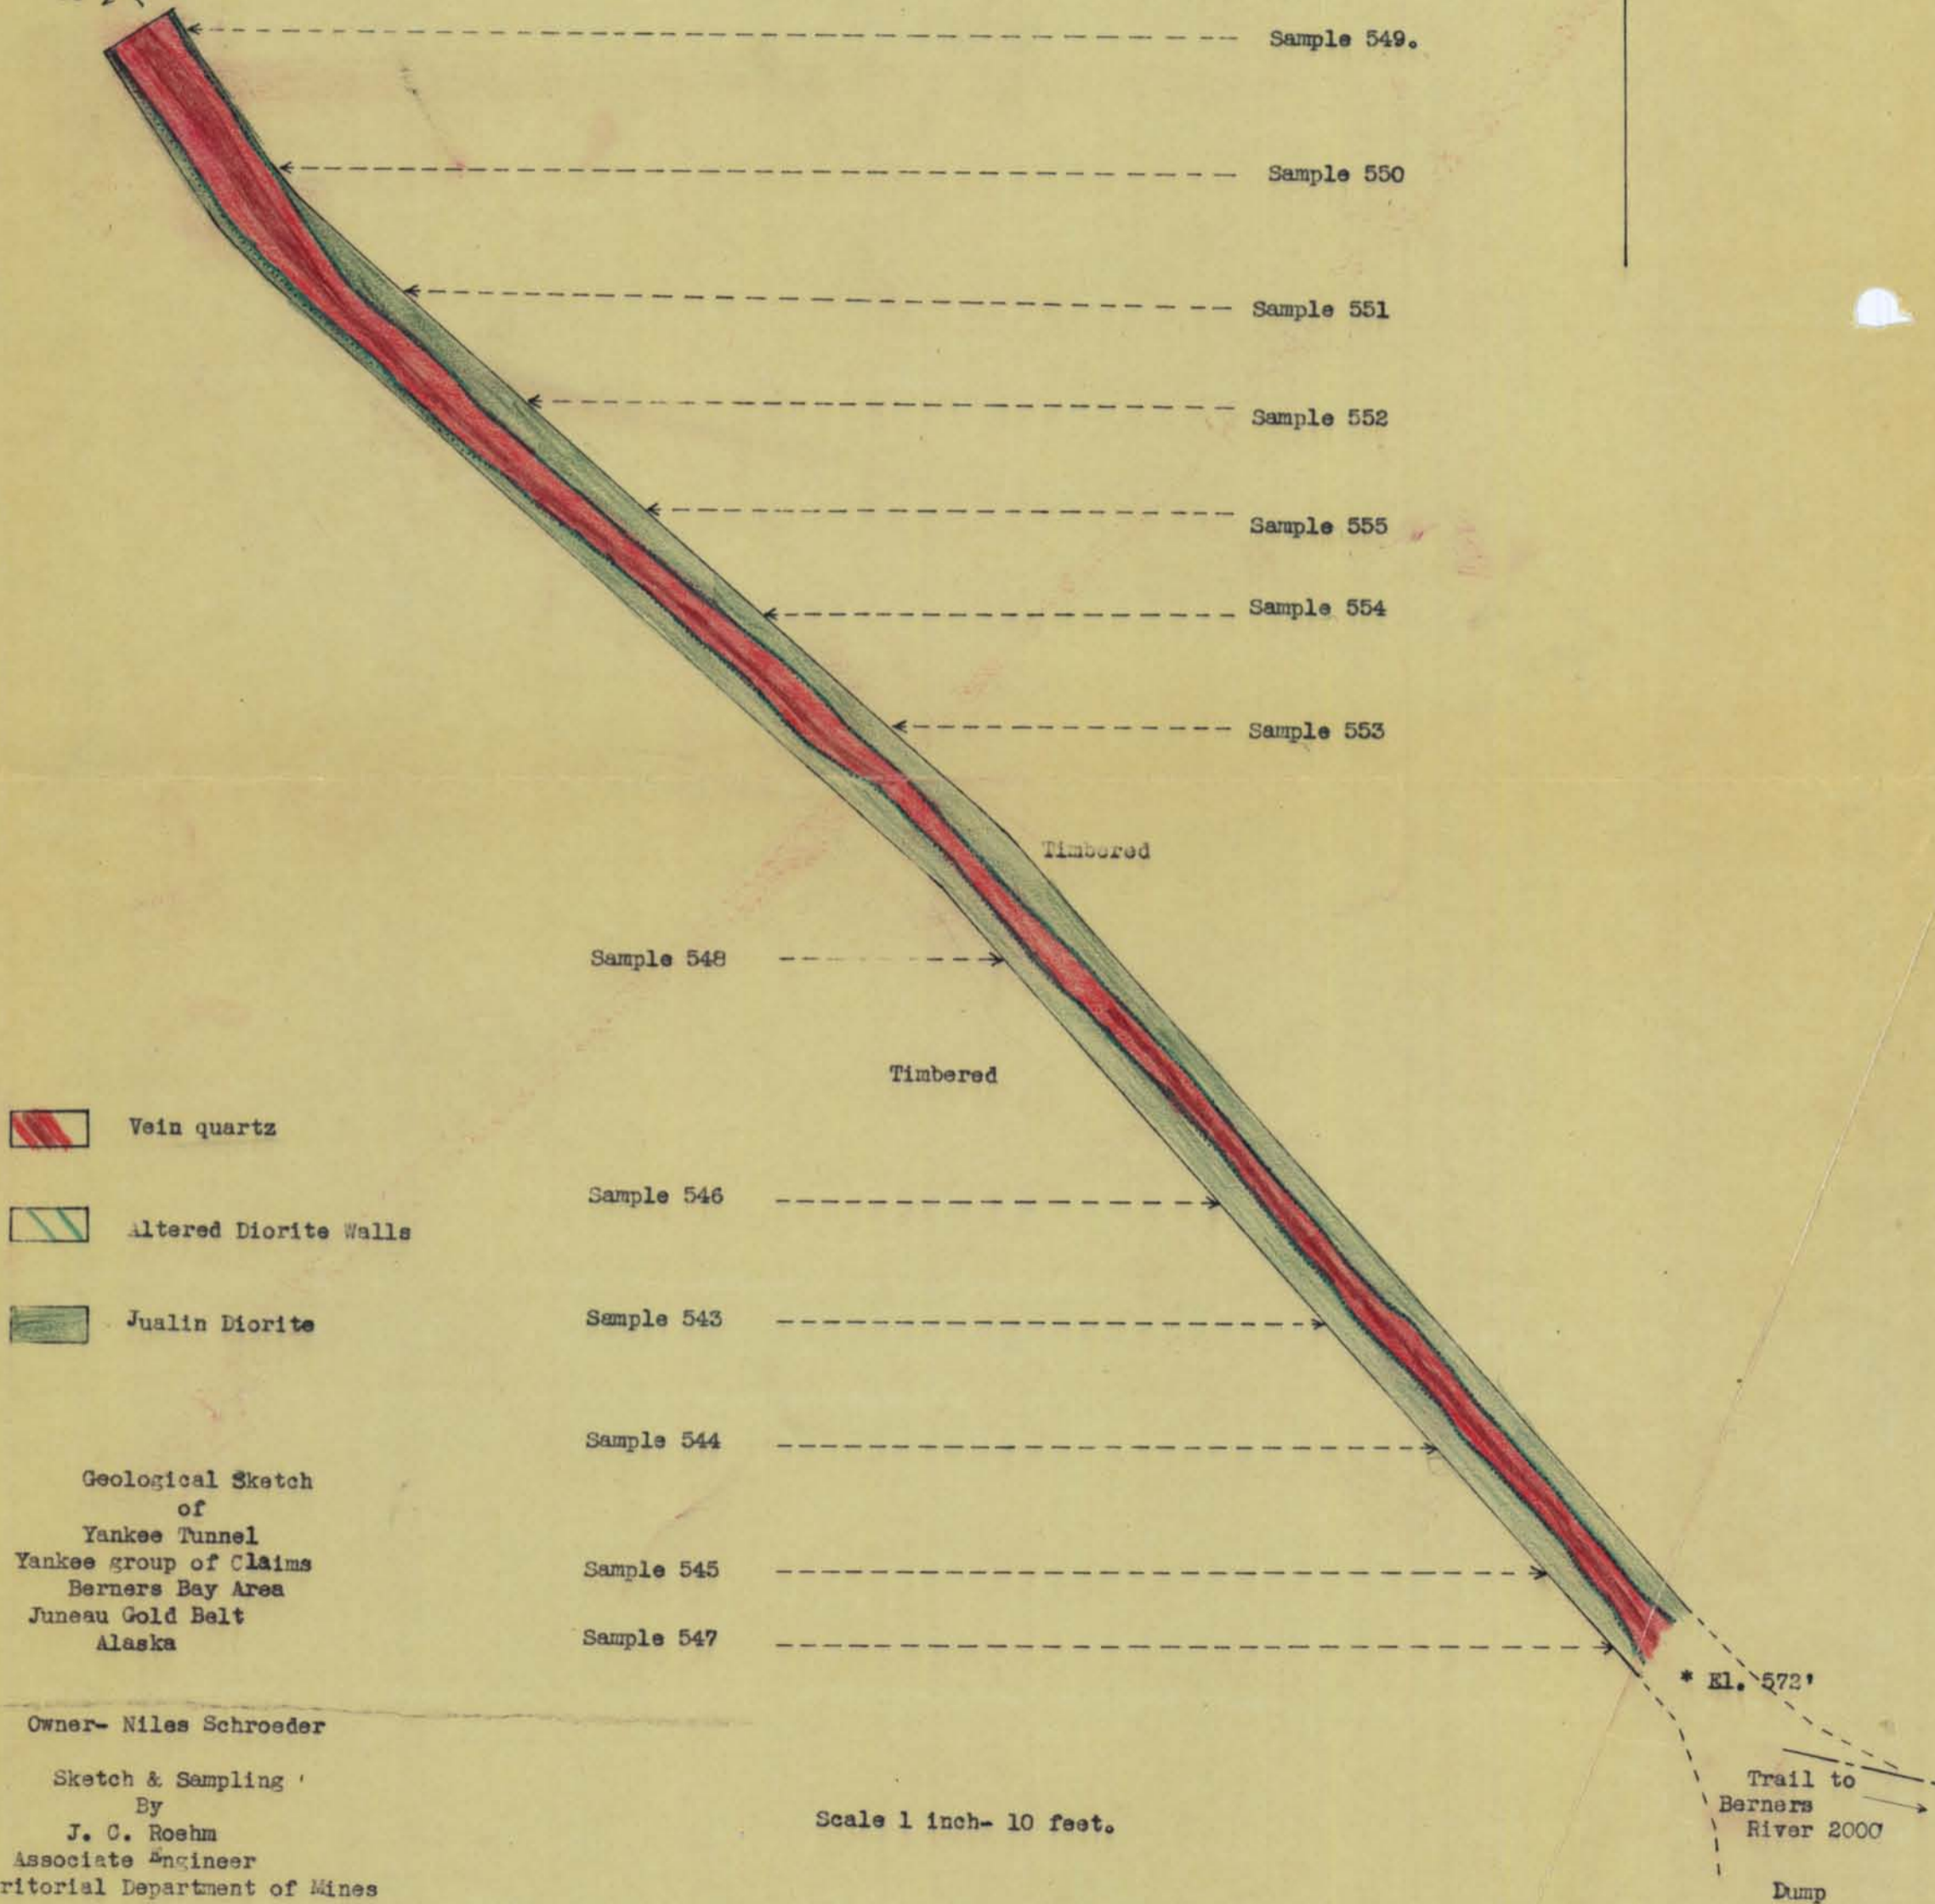 Sample 549.
Sample 550
Sample 551
Sample 552
Sample 555
Sample 554
Sample 553
Timbered
Sample 548
Timbered
Vein quartz
Sample 546
Altered Diorite Walls
Jualin Diorite
Sample 543
Sample 544
Geological Sketch
of
Yankee Tunnel
Yankee group of Claims
Berners Bay Area
Juneau Gold Belt
Alaska
Sample 545
Sample 547
* El. 572'
Owner- Niles Schroeder
Sketch & Sampling
By
J. C. Roehm
Associate Engineer
ritorial Department of Mines
Scale 1 inch- 10 feet.
Trail to
Berners
River 2000'
Dump